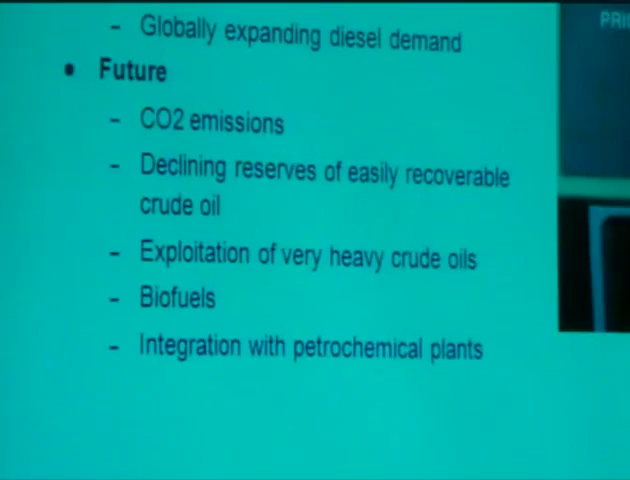 – Globally expanding diesel demand
• Future
– CO2 emissions
– Declining reserves of easily recoverable
crude oil
– Exploitation of very heavy crude oils
– Biofuels
– Integration with petrochemical plants